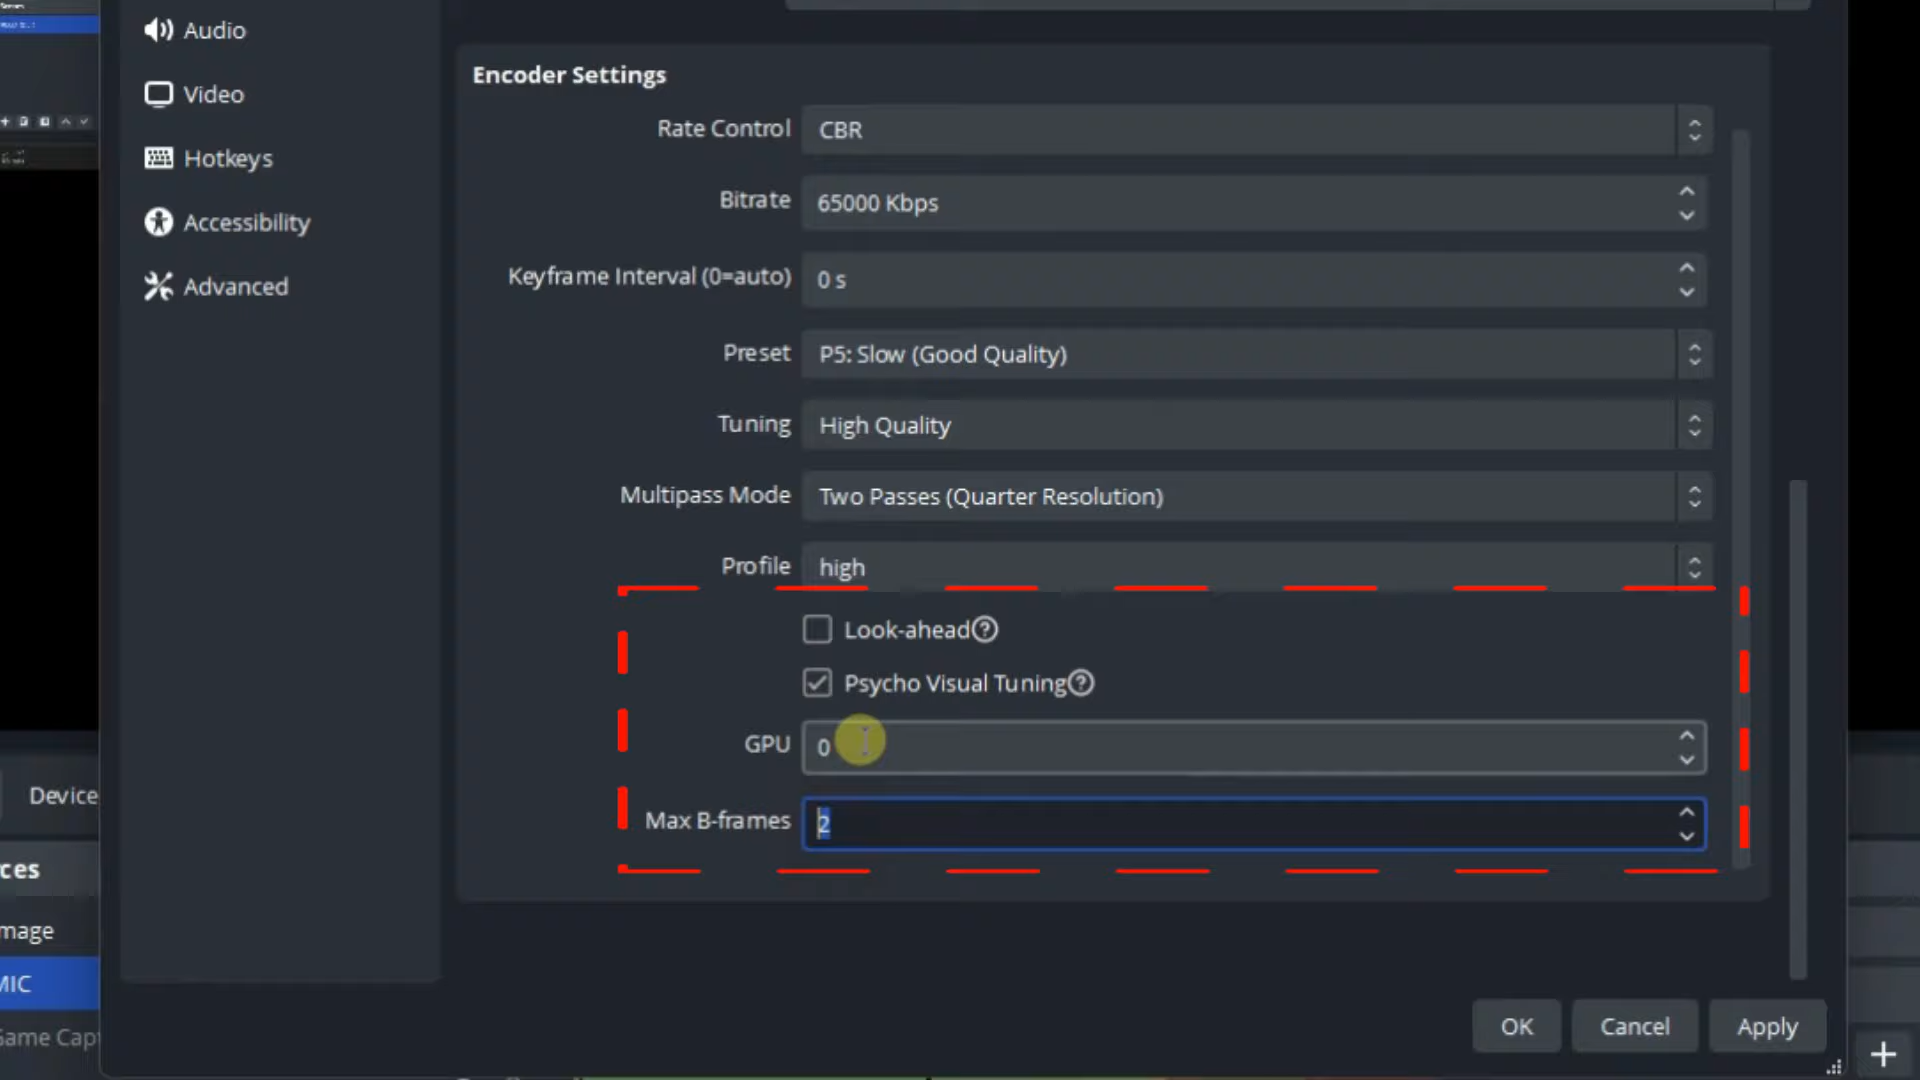 Audio
Video
Hotkeys
Accessibility
Advanced
Encoder Settings
Rate Control CBR
Bitrate 65000 Kbps
Keyframe Interval (0=auto) 0 s
Preset P5: Slow (Good Quality)
Tuning High Quality
Multipass Mode Two Passes (Quarter Resolution)
Profile high
Look-ahead
Psycho Visual Tuning
GPU 0
Max B-frames 2
Device
ces
mage
MIC
Game Cap
OK Cancel Apply